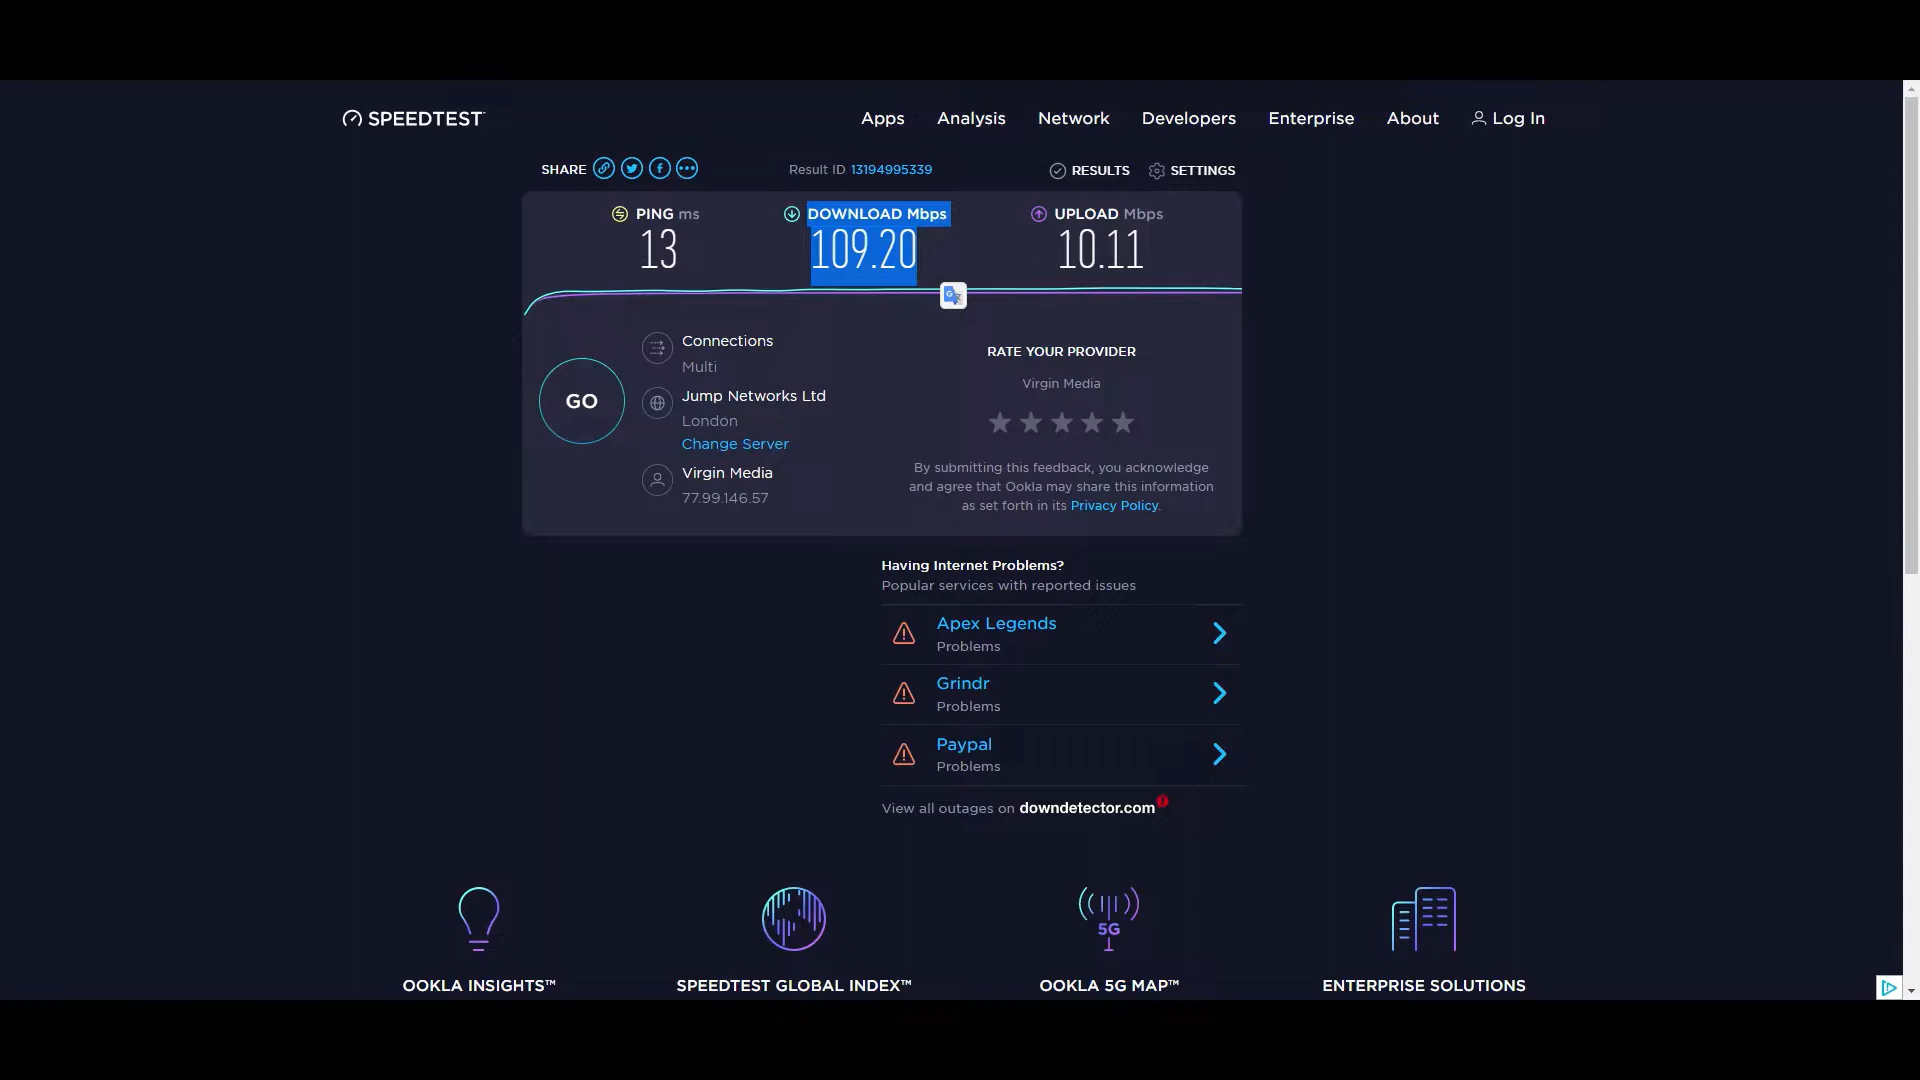 SPEEDTEST
Apps Analysis Network Developers Enterprise About Log In
SHARE
Result ID 13194995339
RESULTS SETTINGS
PING ms
13
DOWNLOAD Mbps
109.20
UPLOAD Mbps
10.11
GO
Connections
Multi
Jump Networks Ltd
London
Change Server
Virgin Media
77.99.146.57
RATE YOUR PROVIDER
Virgin Media
By submitting this feedback, you acknowledge
and agree that Ookla may share this information
as set forth in its Privacy Policy.
Having Internet Problems?
Popular services with reported issues
Apex Legends
Problems
Grindr
Problems
Paypal
Problems
View all outages on downdetector.com
OOKLA INSIGHTS™
SPEEDTEST GLOBAL INDEX™
5G
OOKLA 5G MAP™
ENTERPRISE SOLUTIONS